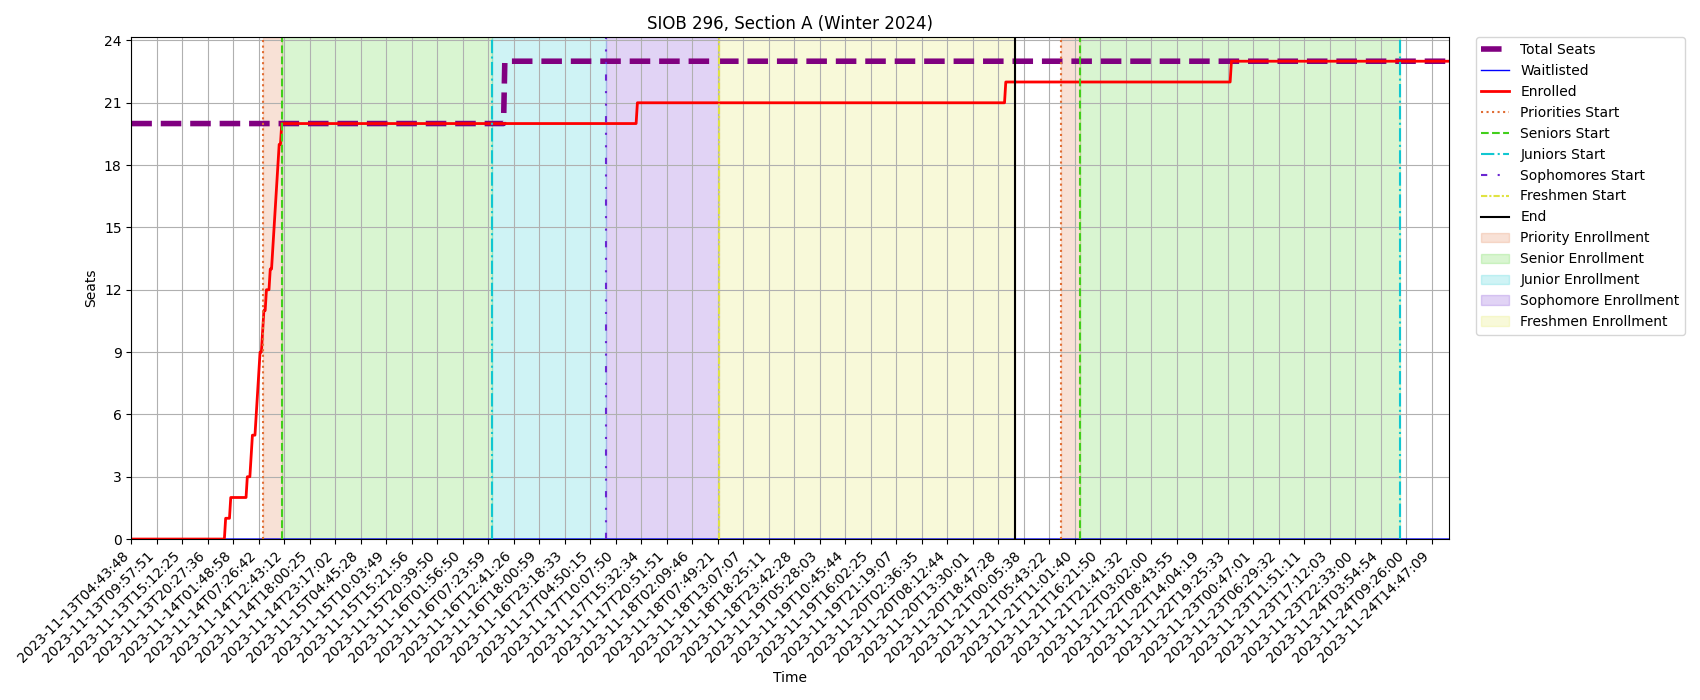 SIOB 296, Section A (Winter 2024)
24
21
18
15
12
9
6
3
0
Seats
2023-11-13T04:43:48
2023-11-13T09:57:51
2023-11-13T15:12:25
2023-11-13T20:27:36
2023-11-14T01:48:58
2023-11-14T07:26:42
2023-11-14T12:43:12
2023-11-14T18:00:25
2023-11-14T23:17:02
2023-11-15T04:45:28
2023-11-15T10:03:49
2023-11-15T15:21:56
2023-11-15T20:39:50
2023-11-16T01:56:50
2023-11-16T07:23:59
2023-11-16T12:41:26
2023-11-16T18:00:59
2023-11-16T23:18:33
2023-11-17T04:50:15
2023-11-17T10:07:50
2023-11-17T15:32:34
2023-11-17T20:51:51
2023-11-18T02:09:46
2023-11-18T07:49:21
2023-11-18T13:07:07
2023-11-18T18:25:11
2023-11-18T23:42:28
2023-11-19T05:28:03
2023-11-19T10:45:44
2023-11-19T16:02:25
2023-11-19T21:19:07
2023-11-20T02:36:35
2023-11-20T08:12:44
2023-11-20T13:30:01
2023-11-20T18:47:28
2023-11-21T00:05:38
2023-11-21T05:43:22
2023-11-21T11:01:40
2023-11-21T16:21:50
2023-11-21T21:41:32
2023-11-22T03:02:00
2023-11-22T08:43:55
2023-11-22T14:04:19
2023-11-22T19:25:33
2023-11-23T00:47:01
2023-11-23T06:29:32
2023-11-23T11:51:11
2023-11-23T17:12:03
2023-11-23T22:33:00
2023-11-24T03:54:54
2023-11-24T09:26:00
2023-11-24T14:47:09
Time
Total Seats
Waitlisted
Enrolled
Priorities Start
Seniors Start
Juniors Start
Sophomores Start
Freshmen Start
End
Priority Enrollment
Senior Enrollment
Junior Enrollment
Sophomore Enrollment
Freshmen Enrollment